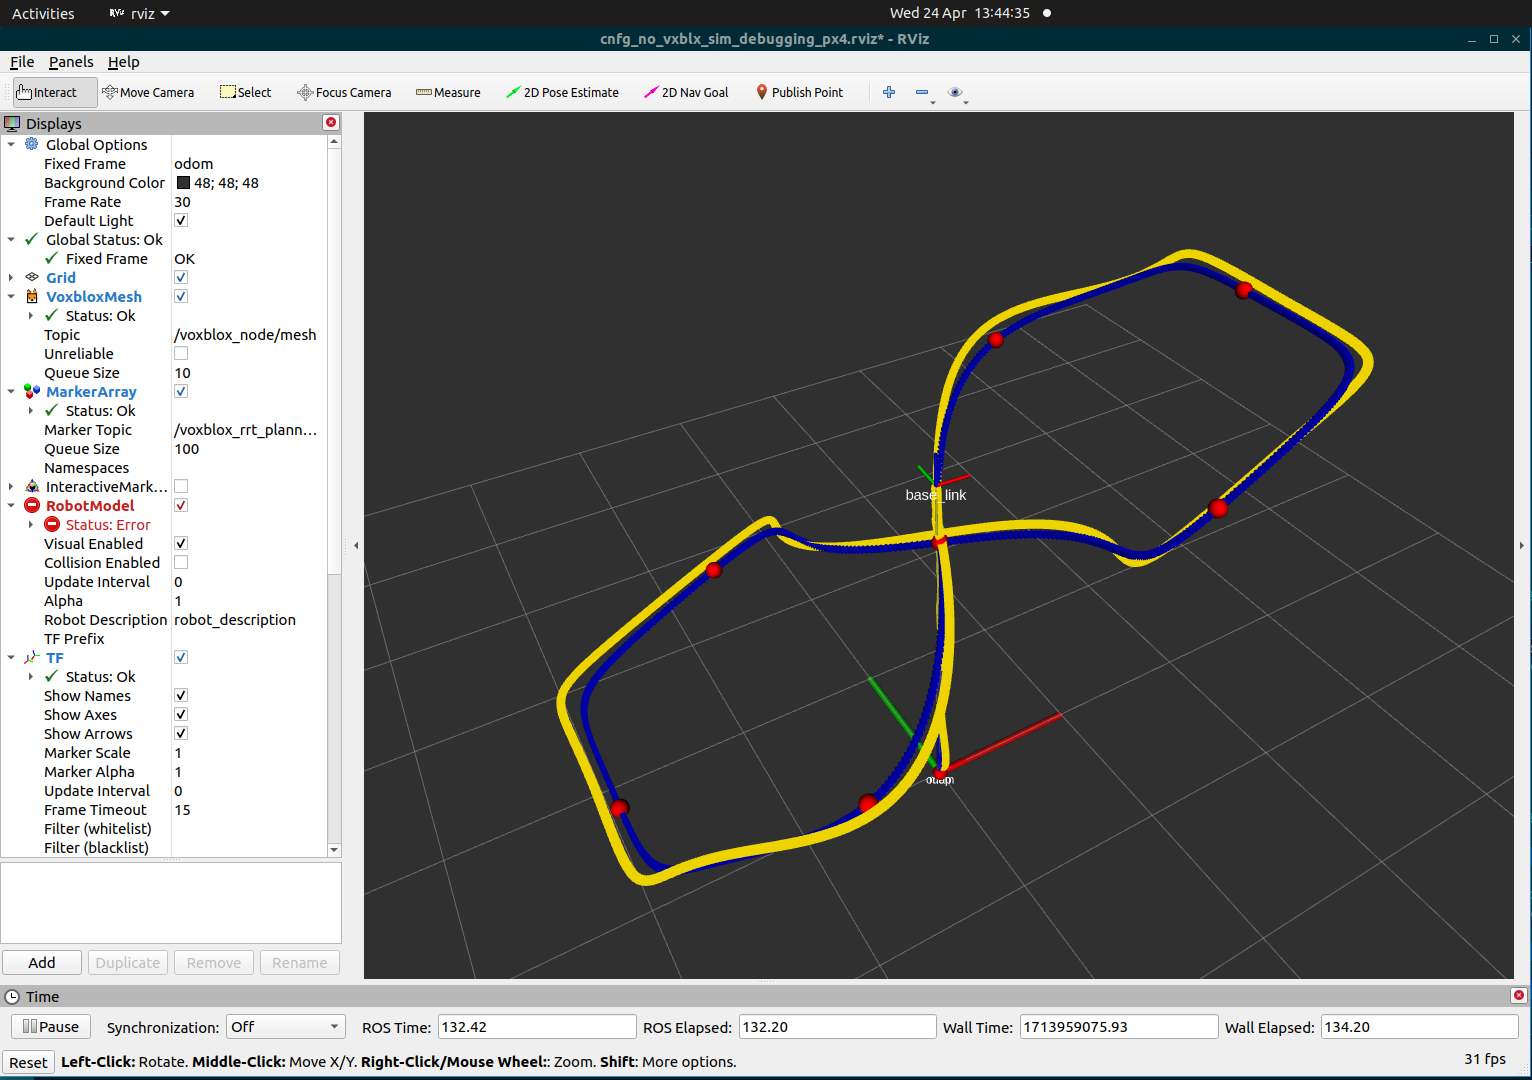 Activities rviz Wed 24 Apr 13:44:35
cnfg_no_vxblx_sim_debugging_px4.rviz* - RViz
File Panels Help
Interact Move Camera Select Focus Camera Measure 2D Pose Estimate 2D Nav Goal Publish Point
Displays
Global Options
Fixed Frame odom
Background Color 48; 48; 48
Frame Rate 30
Default Light
Global Status: Ok
Fixed Frame OK
Grid
VoxbloxMesh
Status: Ok
Topic /voxblox_node/mesh
Unreliable
Queue Size 10
MarkerArray
Status: Ok
Marker Topic /voxblox_rrt_plann...
Queue Size 100
Namespaces
InteractiveMark...
RobotModel
Status: Error
Visual Enabled
Collision Enabled
Update Interval 0
Alpha 1
Robot Description robot_description
TF Prefix
TF
Status: Ok
Show Names
Show Axes
Show Arrows
Marker Scale 1
Marker Alpha 1
Update Interval 0
Frame Timeout 15
Filter (whitelist)
Filter (blacklist)
base_link
Add Duplicate Remove Rename
Time
Pause Synchronization: Off ROS Time: 132.42 ROS Elapsed: 132.20 Wall Time: 1713959075.93 Wall Elapsed: 134.20
Reset Left-Click: Rotate. Middle-Click: Move X/Y. Right-Click/Mouse Wheel:: Zoom. Shift: More options. 31 fps